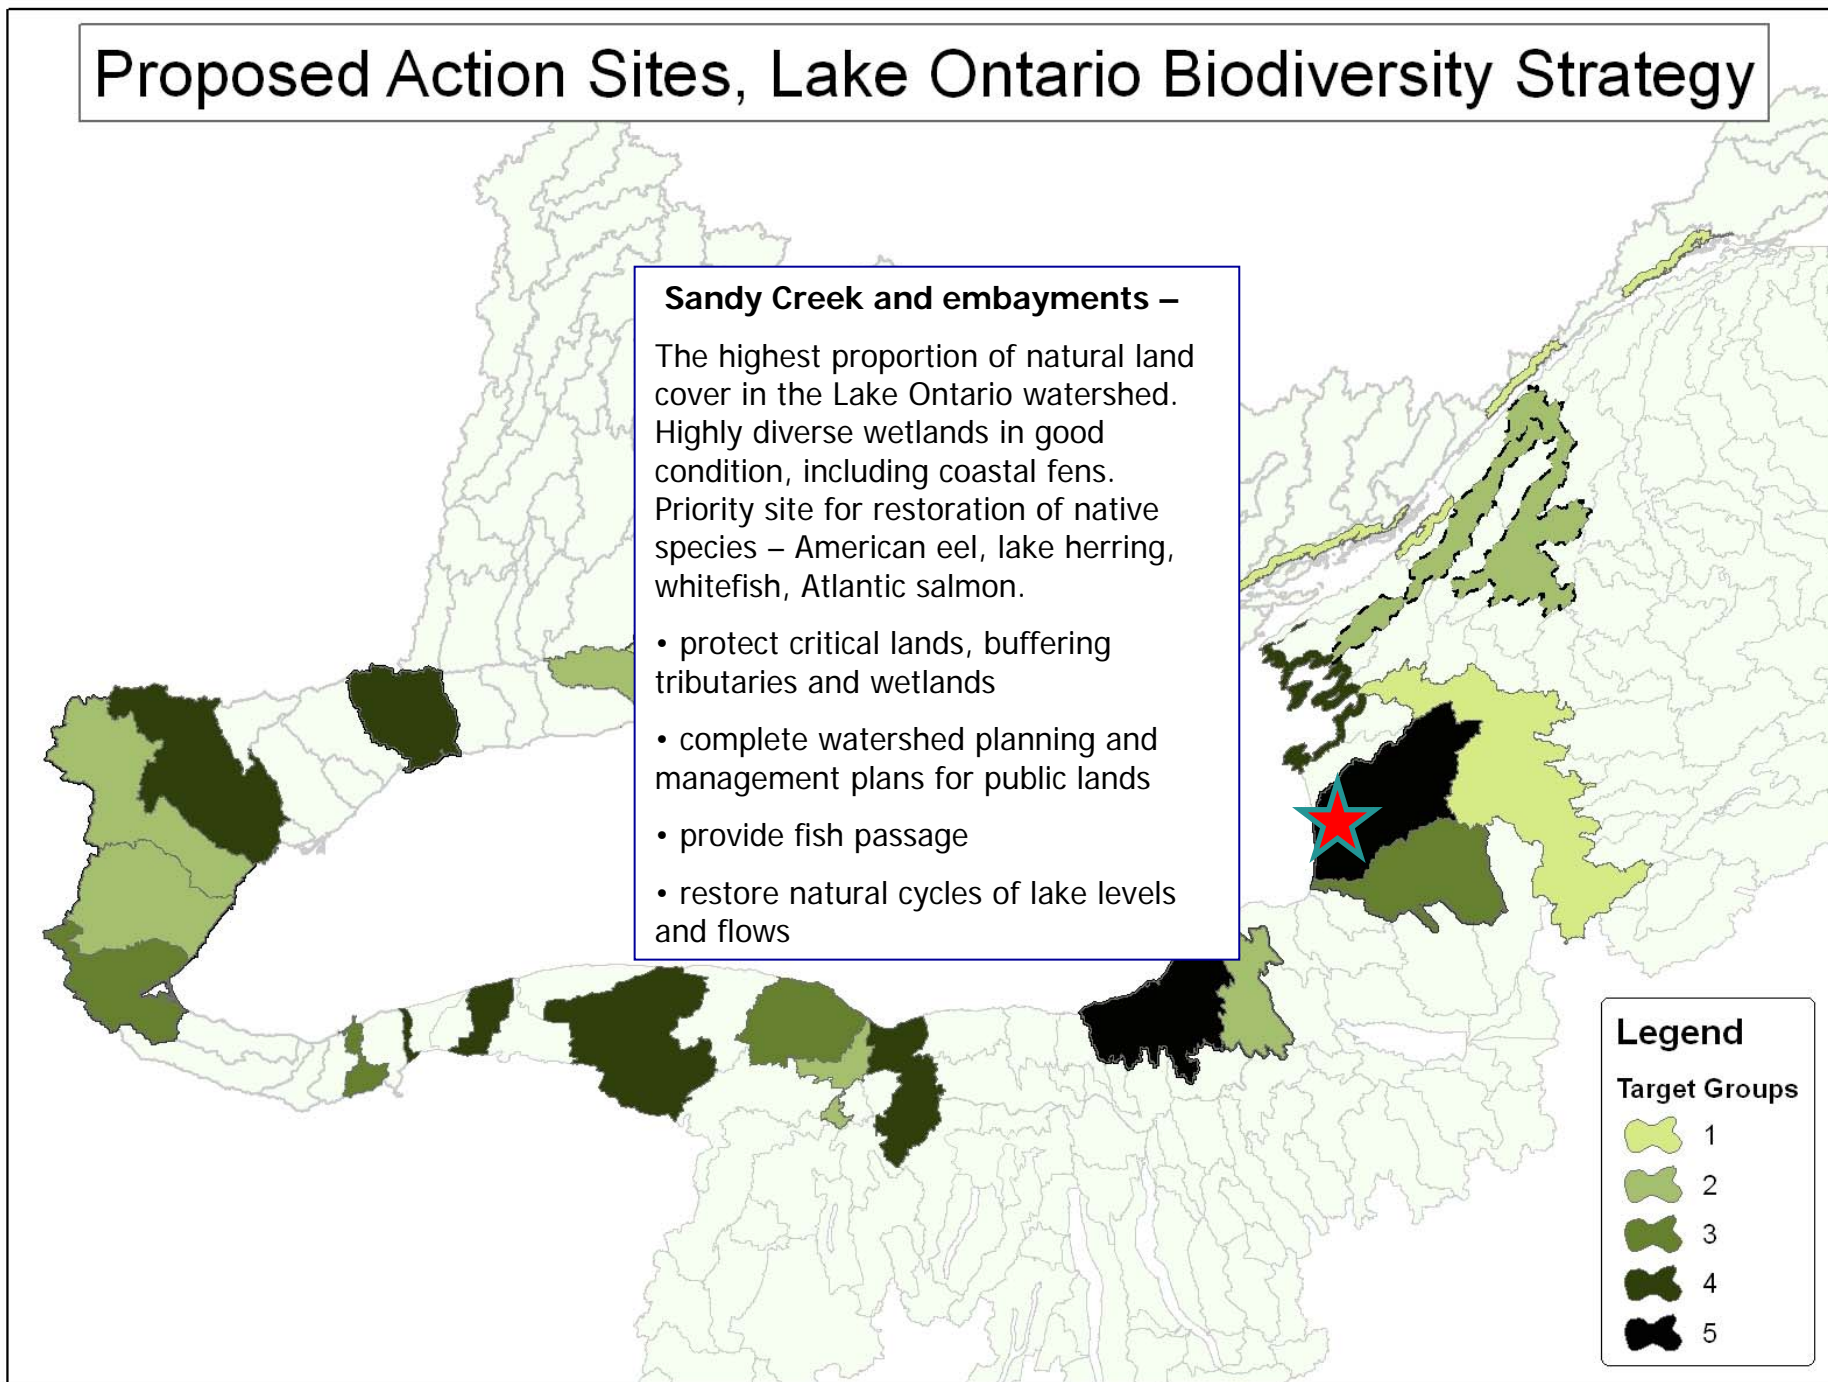 Proposed Action Sites, Lake Ontario Biodiversity Strategy
Sandy Creek and embayments –
The highest proportion of natural land
cover in the Lake Ontario watershed.
Highly diverse wetlands in good
condition, including coastal fens.
Priority site for restoration of native
species – American eel, lake herring,
whitefish, Atlantic salmon.
• protect critical lands, buffering
tributaries and wetlands
• complete watershed planning and
management plans for public lands
• provide fish passage
• restore natural cycles of lake levels
and flows
Legend
Target Groups
1
2
3
4
5